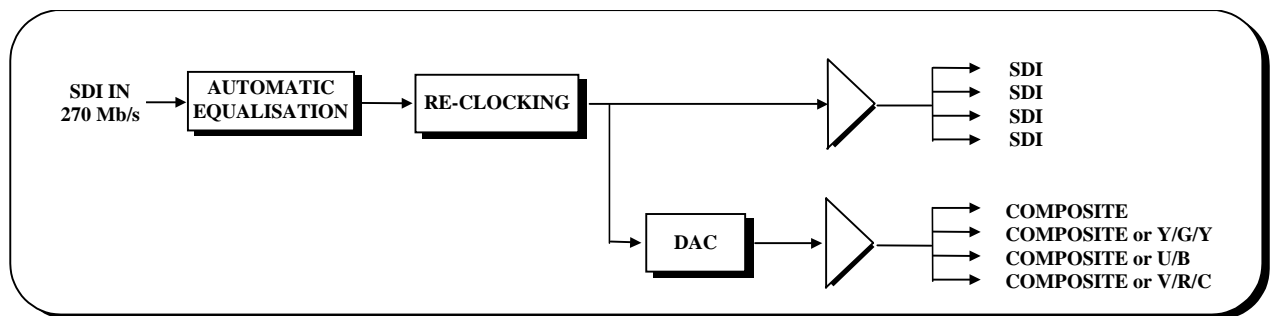 SDI IN
270 Mb/s
AUTOMATIC
EQUALISATION
RE-CLOCKING
SDI
SDI
SDI
SDI
DAC
COMPOSITE
COMPOSITE or Y/G/Y
COMPOSITE or U/B
COMPOSITE or V/R/C